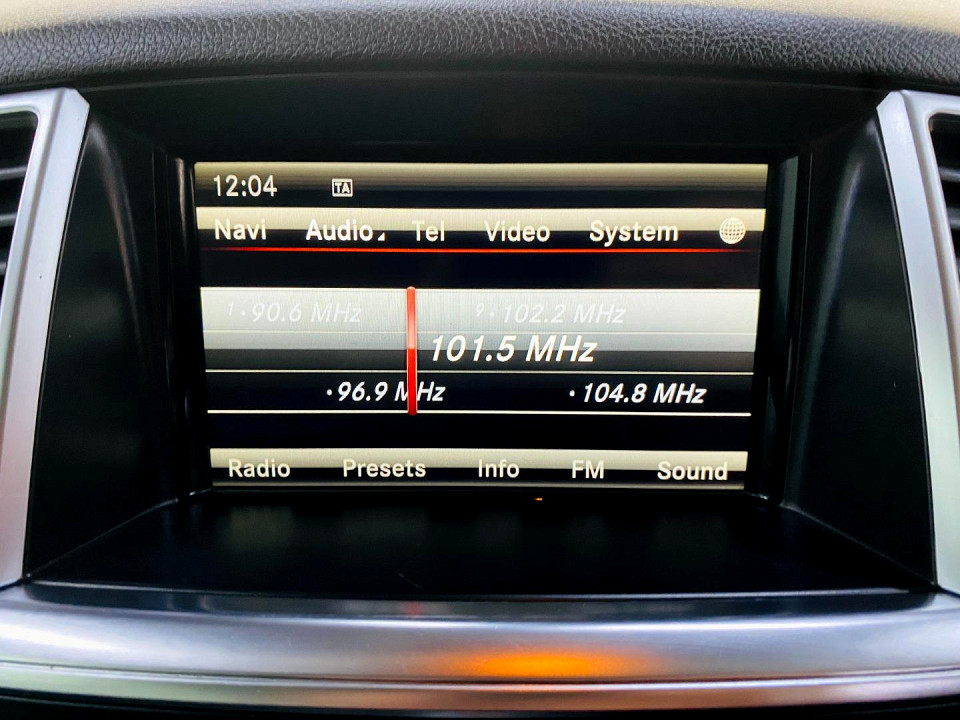 12:04 TA
Navi Audio Tel Video System
1·90.6 MHz 9·102.2 MHz
101.5 MHz
·96.9 MHz ·104.8 MHz
Radio Presets Info FM Sound